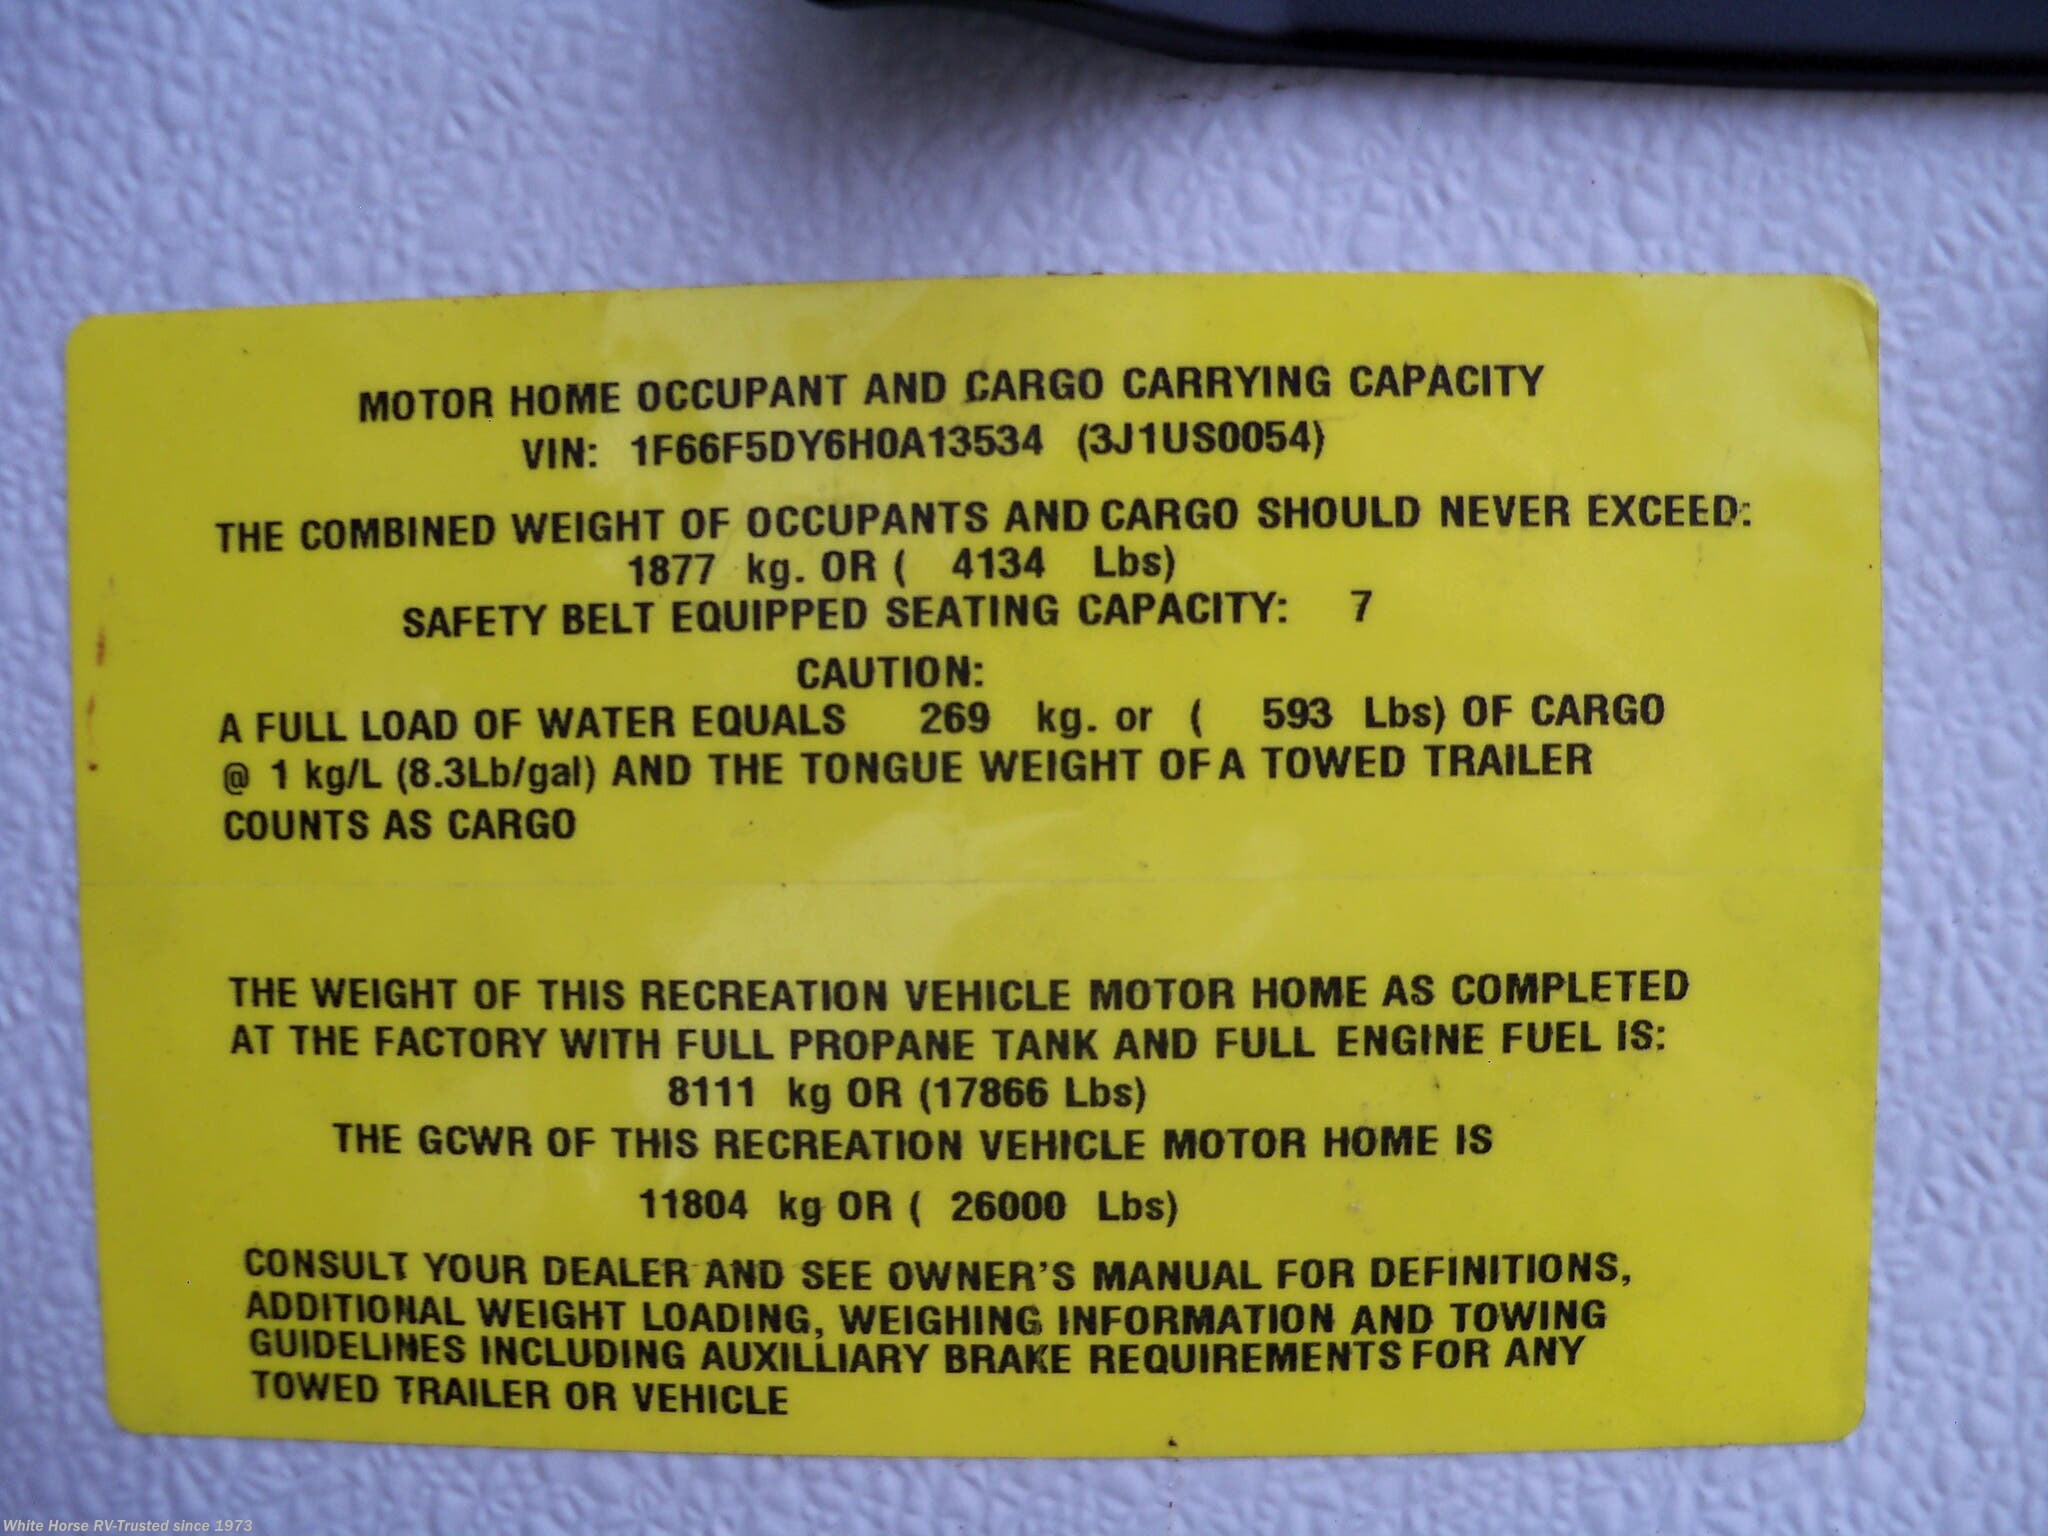 MOTOR HOME OCCUPANT AND CARGO CARRYING CAPACITY
VIN: 1F66F5DY6H0A13534 (3J1US0054)
THE COMBINED WEIGHT OF OCCUPANTS AND CARGO SHOULD NEVER EXCEED:
1877 kg. OR ( 4134 Lbs)
SAFETY BELT EQUIPPED SEATING CAPACITY: 7
CAUTION:
A FULL LOAD OF WATER EQUALS 269 kg. or ( 593 Lbs) OF CARGO
@ 1 kg/L (8.3Lb/gal) AND THE TONGUE WEIGHT OF A TOWED TRAILER
COUNTS AS CARGO
THE WEIGHT OF THIS RECREATION VEHICLE MOTOR HOME AS COMPLETED
AT THE FACTORY WITH FULL PROPANE TANK AND FULL ENGINE FUEL IS:
8111 kg OR (17866 Lbs)
THE GCWR OF THIS RECREATION VEHICLE MOTOR HOME IS
11804 kg OR ( 26000 Lbs)
CONSULT YOUR DEALER AND SEE OWNER'S MANUAL FOR DEFINITIONS,
ADDITIONAL WEIGHT LOADING, WEIGHING INFORMATION AND TOWING
GUIDELINES INCLUDING AUXILLIARY BRAKE REQUIREMENTS FOR ANY
TOWED TRAILER OR VEHICLE
White Horse RV-Trusted since 1973